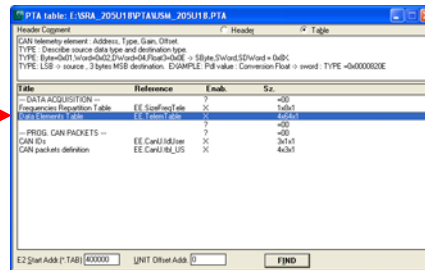 PTA table: E:\SRA_205U1B\PTA\USM_205U1B.PTA
Header Comment Header Table
CAN telemetry element : Address, Type, Gain, Offset.
TYPE : Describe source data type and destination type.
TYPE: Byte=0x01,Word=0x02,DWord=04,Float3=0x0E -> SByte,SWord,SDWord = 0x8X.
TYPE: LSB -> source , 3 bytes MSB destination. EXAMPLE: Pdl value : Conversion Float -> sword : TYPE =0x0000820E
Title Reference Enab. Sz.
--- DATA ACQUISITION --- ? =00
Frequencies Repartition Table EE.SizeFreqTele X 1x8x1
Data Elements Table EE.TelemTable X 4x64x1
? =00
--- PROG. CAN PACKETS --- ? =00
CAN IDs EE.CanU.IdUser X 3x1x1
CAN packets definition EE.CanU.tbl_US X 4x3x1
E2 Start Addr.(*.TAB) 400000 UNIT Offset Addr. 0 FIND